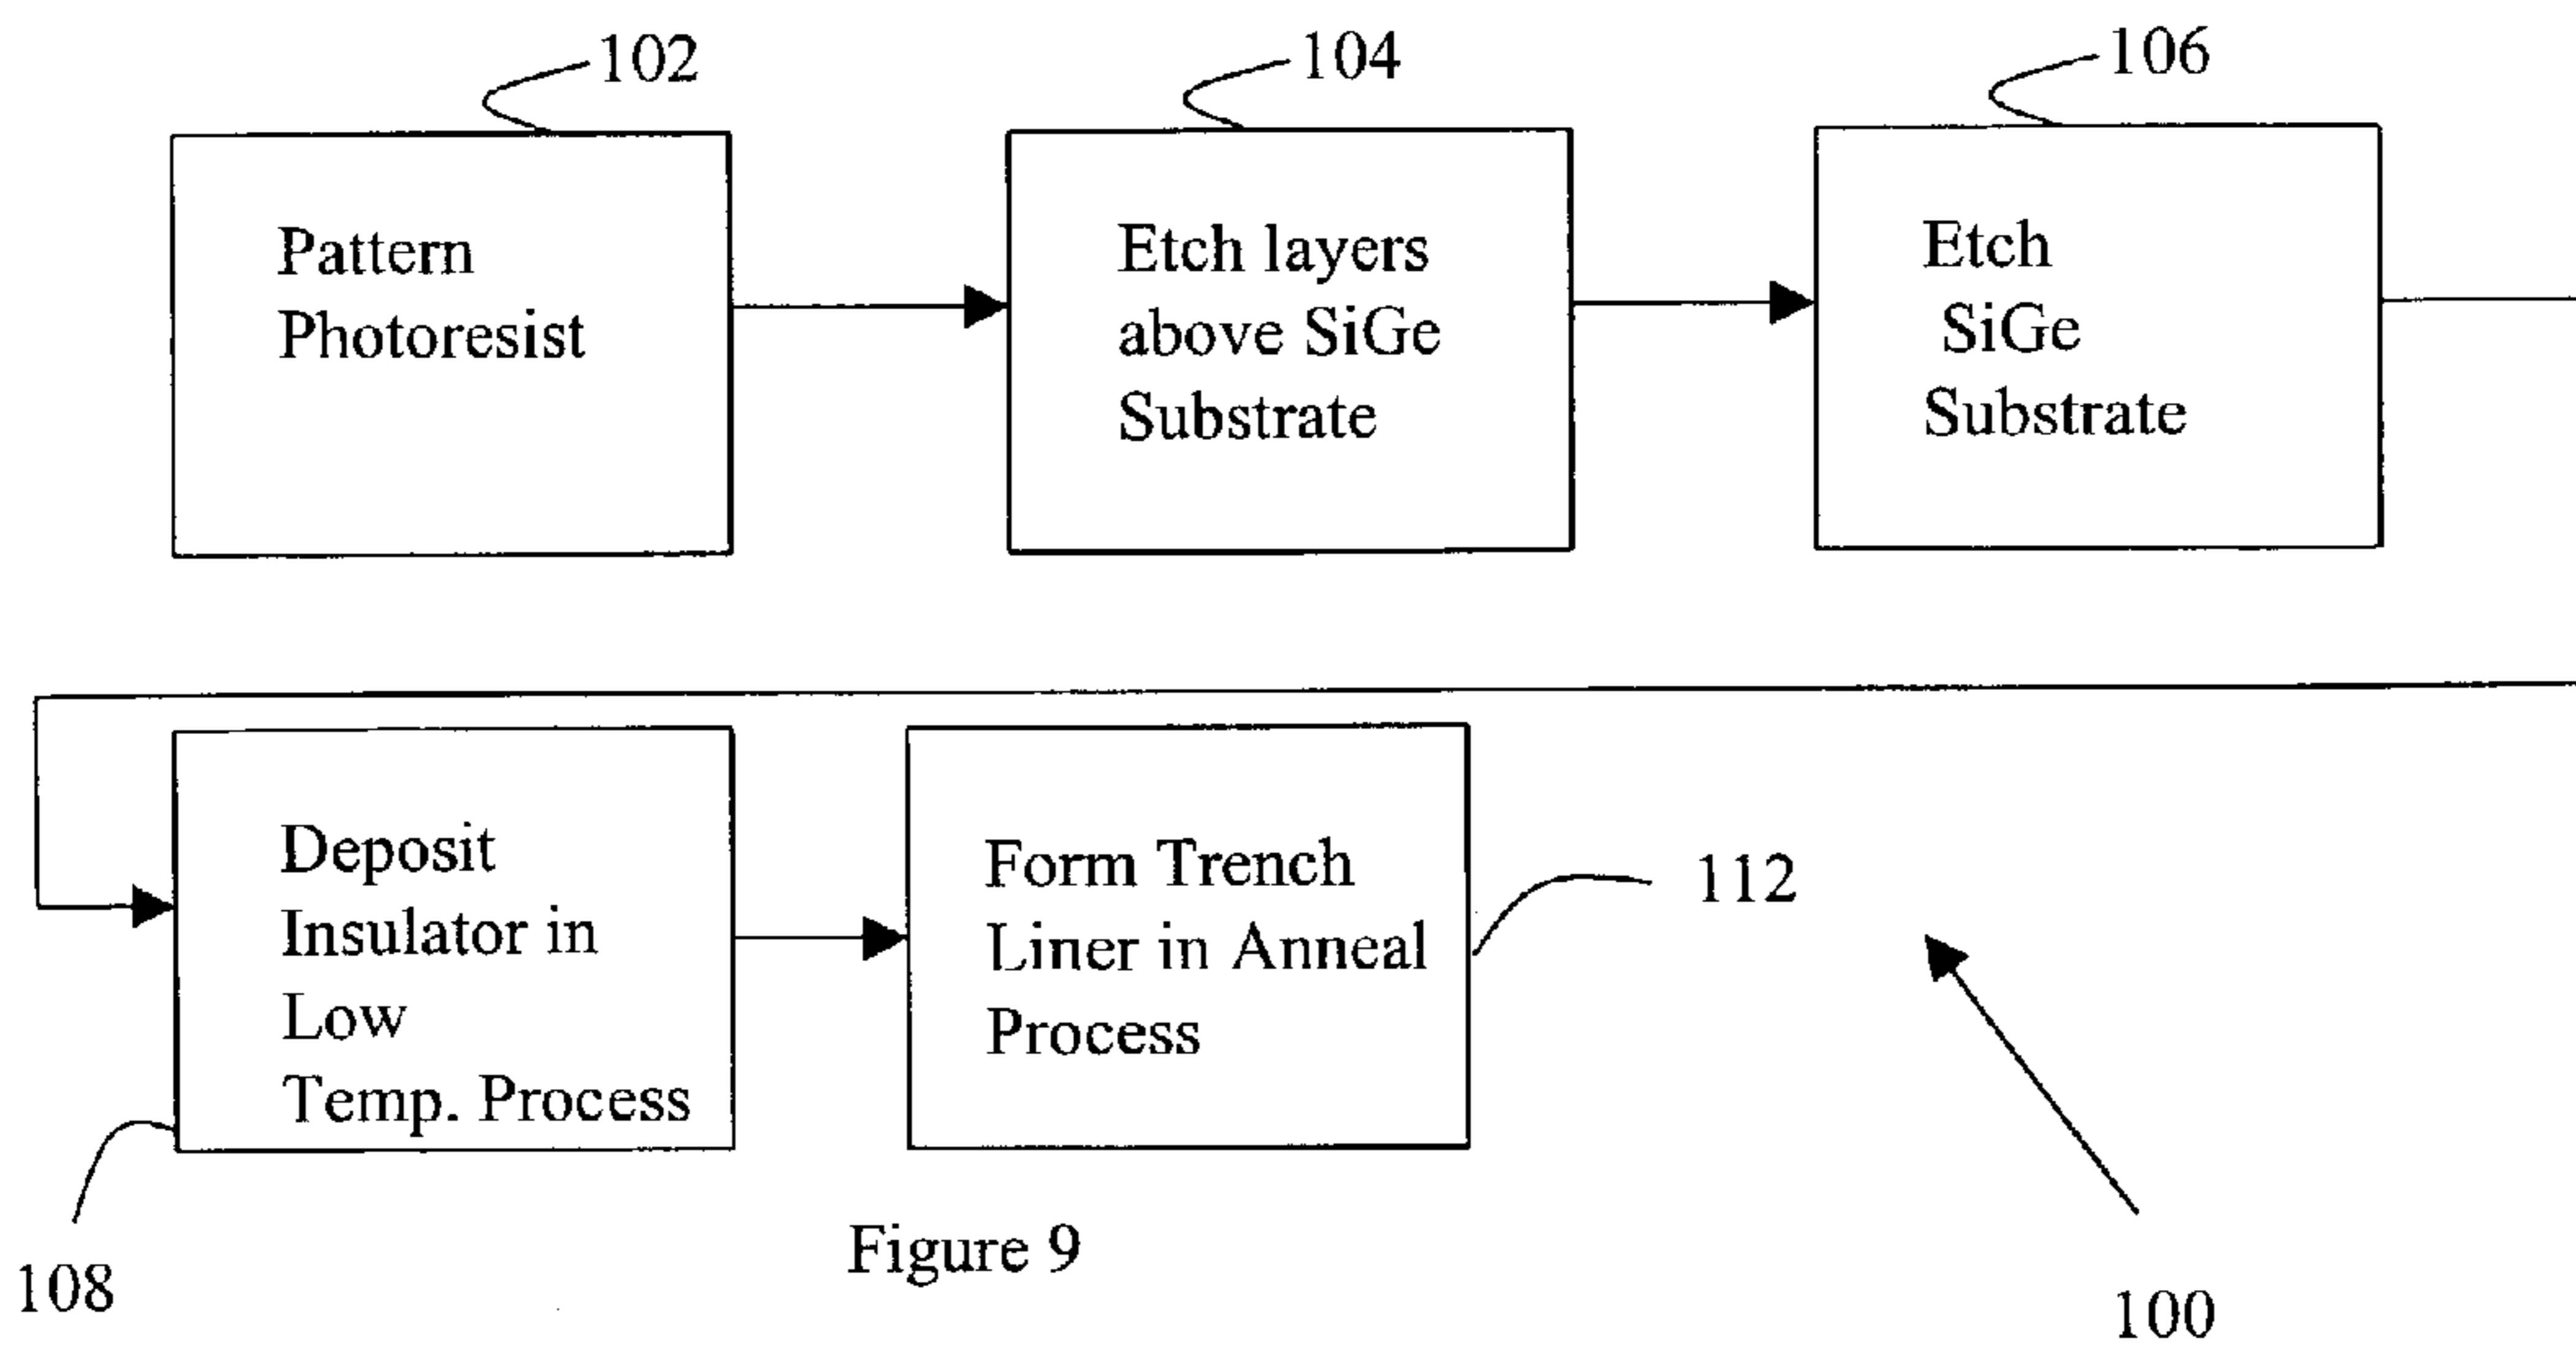 102
104
106
Pattern
Photoresist
Etch layers
above SiGe
Substrate
Etch
SiGe
Substrate
Deposit
Insulator in
Low
Temp. Process
Form Trench
Liner in Anneal
Process
112
108
Figure 9
100